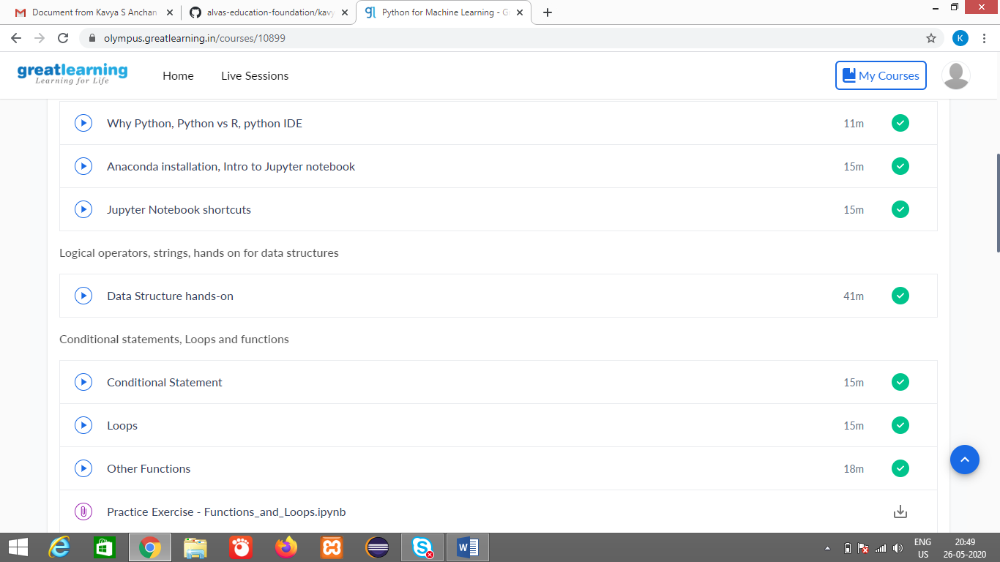 Document from Kavya S Anchan
alvas-education-foundation/kavy
Python for Machine Learning - G
olympus.greatlearning.in/courses/10899
K
greatlearning
Learning for Life
Home
Live Sessions
My Courses
Why Python, Python vs R, python IDE 11m
Anaconda installation, Intro to Jupyter notebook 15m
Jupyter Notebook shortcuts 15m
Logical operators, strings, hands on for data structures
Data Structure hands-on 41m
Conditional statements, Loops and functions
Conditional Statement 15m
Loops 15m
Other Functions 18m
Practice Exercise - Functions_and_Loops.ipynb
ENG 20:49
US 26-05-2020